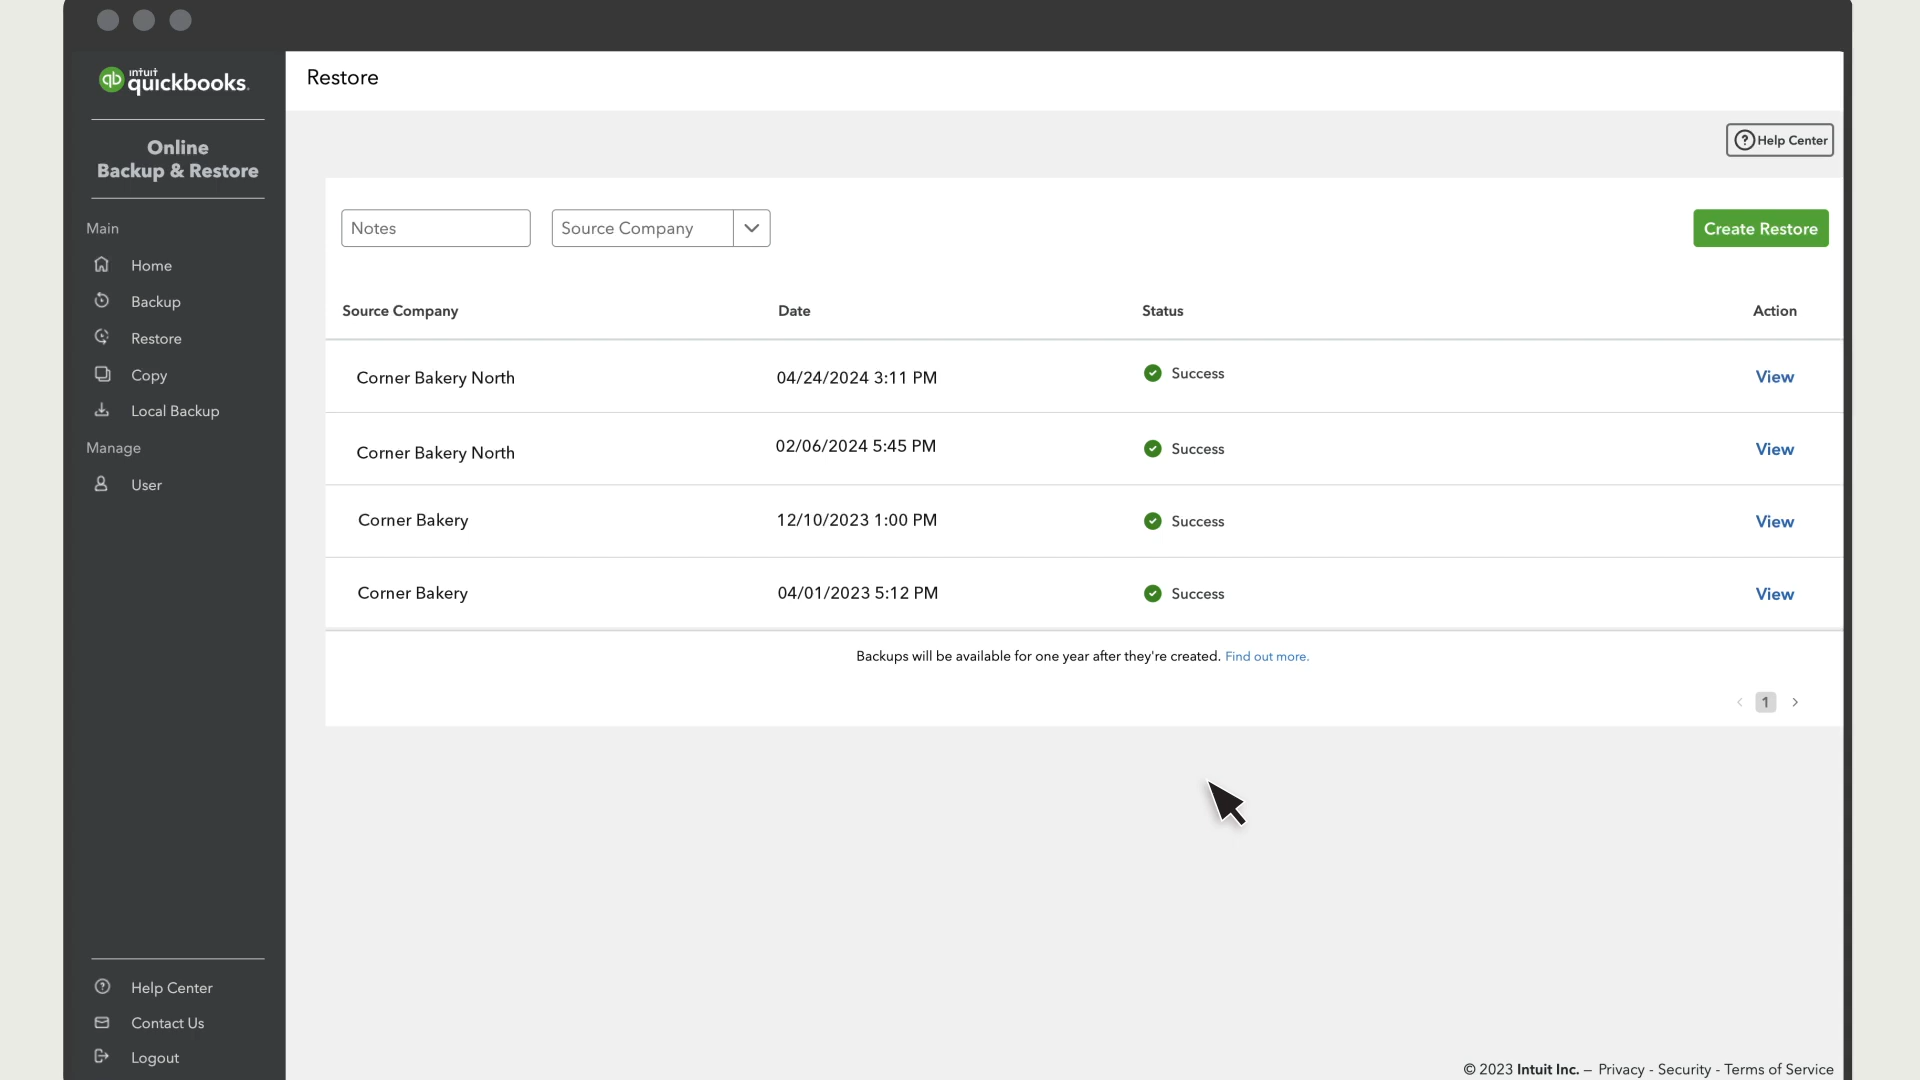 intuit
quickbooks.
Online
Backup & Restore
Main
Home
Backup
Restore
Copy
Local Backup
Manage
User
Help Center
Contact Us
Logout
Restore
Help Center
Notes
Source Company
Create Restore
Source Company Date Status Action
Corner Bakery North 04/24/2024 3:11 PM Success View
Corner Bakery North 02/06/2024 5:45 PM Success View
Corner Bakery 12/10/2023 1:00 PM Success View
Corner Bakery 04/01/2023 5:12 PM Success View
Backups will be available for one year after they're created. Find out more.
1
© 2023 Intuit Inc. – Privacy - Security - Terms of Service